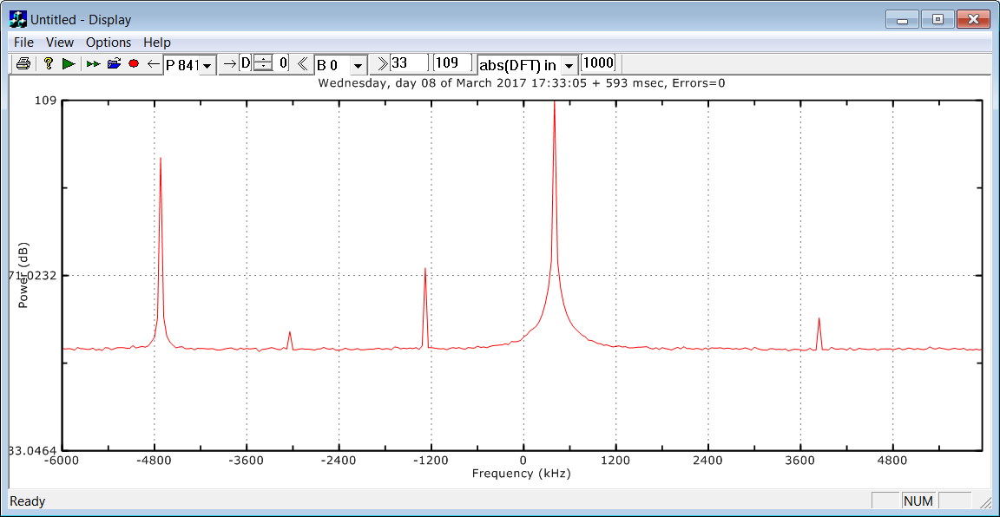 Untitled - Display
File View Options Help
P 841 D 0 B 0 33 109 abs(DFT) in 1000
Wednesday, day 08 of March 2017 17:33:05 + 593 msec, Errors=0
109
71.0232
Power (dB)
33.0464
-6000 -4800 -3600 -2400 -1200 0 1200 2400 3600 4800
Frequency (kHz)
Ready NUM